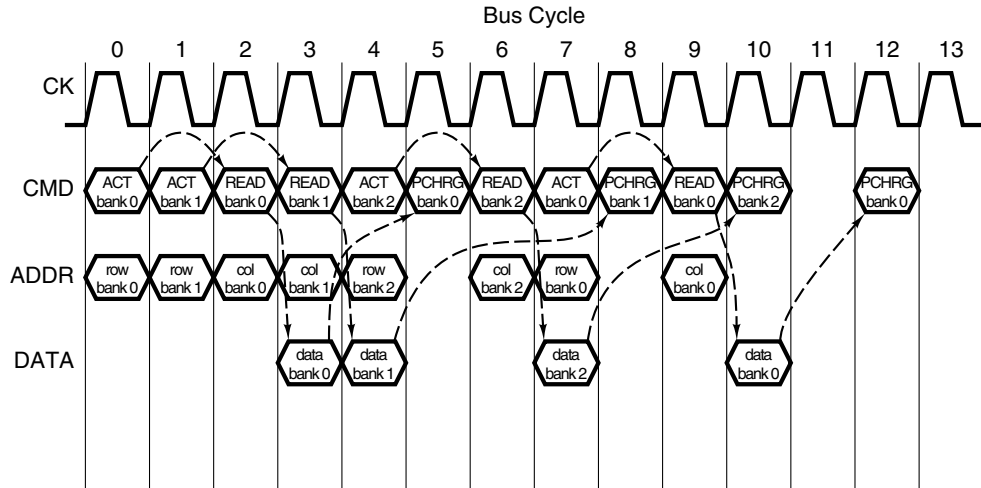 Bus Cycle
0 1 2 3 4 5 6 7 8 9 10 11 12 13
CK
CMD
ACT ACT READ READ ACT PCHRG READ ACT PCHRG READ PCHRG PCHRG
bank 0 bank 1 bank 0 bank 1 bank 2 bank 0 bank 2 bank 0 bank 1 bank 0 bank 2 bank 0
ADDR
row row col col row col row col
bank 0 bank 1 bank 0 bank 1 bank 2 bank 2 bank 0 bank 0
DATA
data data data data
bank 0 bank 1 bank 2 bank 0